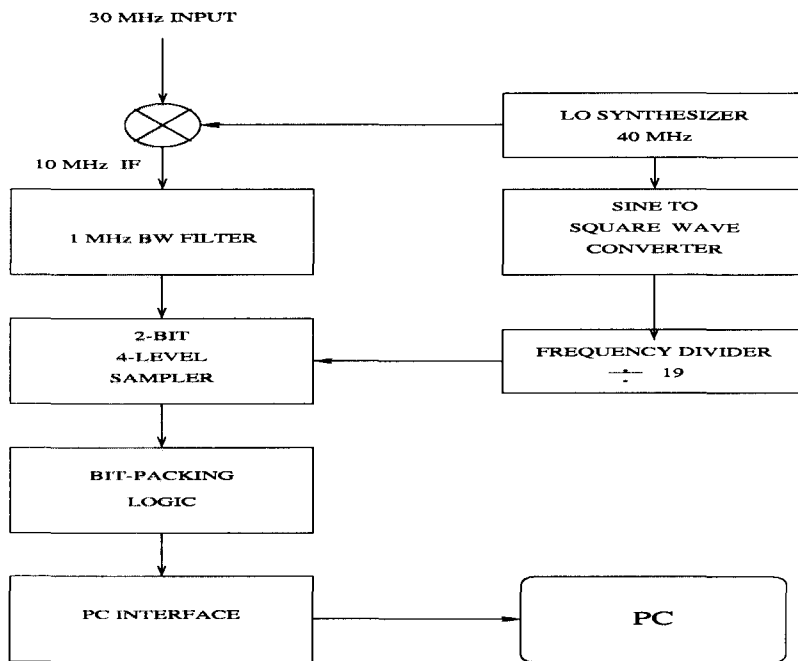 30 MHz INPUT
LO SYNTHESIZER
40 MHz
10 MHz IF
1 MHz BW FILTER
SINE TO
SQUARE WAVE
CONVERTER
2-BIT
4-LEVEL
SAMPLER
FREQUENCY DIVIDER
÷ 19
BIT-PACKING
LOGIC
PC INTERFACE
PC